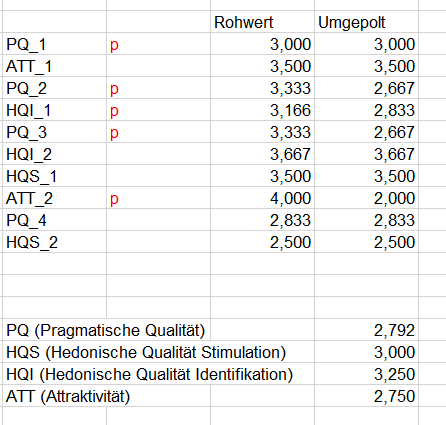 Rohwert Umgepolt
PQ_1 p 3,000 3,000
ATT_1 3,500 3,500
PQ_2 p 3,333 2,667
HQI_1 p 3,166 2,833
PQ_3 p 3,333 2,667
HQI_2 3,667 3,667
HQS_1 3,500 3,500
ATT_2 p 4,000 2,000
PQ_4 2,833 2,833
HQS_2 2,500 2,500
PQ (Pragmatische Qualität) 2,792
HQS (Hedonische Qualität Stimulation) 3,000
HQI (Hedonische Qualität Identifikation) 3,250
ATT (Attraktivität) 2,750